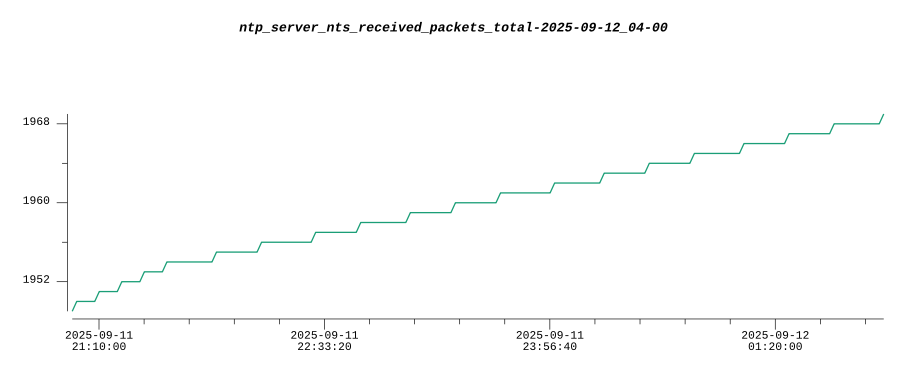 ntp_server_nts_received_packets_total-2025-09-12_04-00
1968
1960
1952
2025-09-11 2025-09-11 2025-09-11 2025-09-12
21:10:00 22:33:20 23:56:40 01:20:00